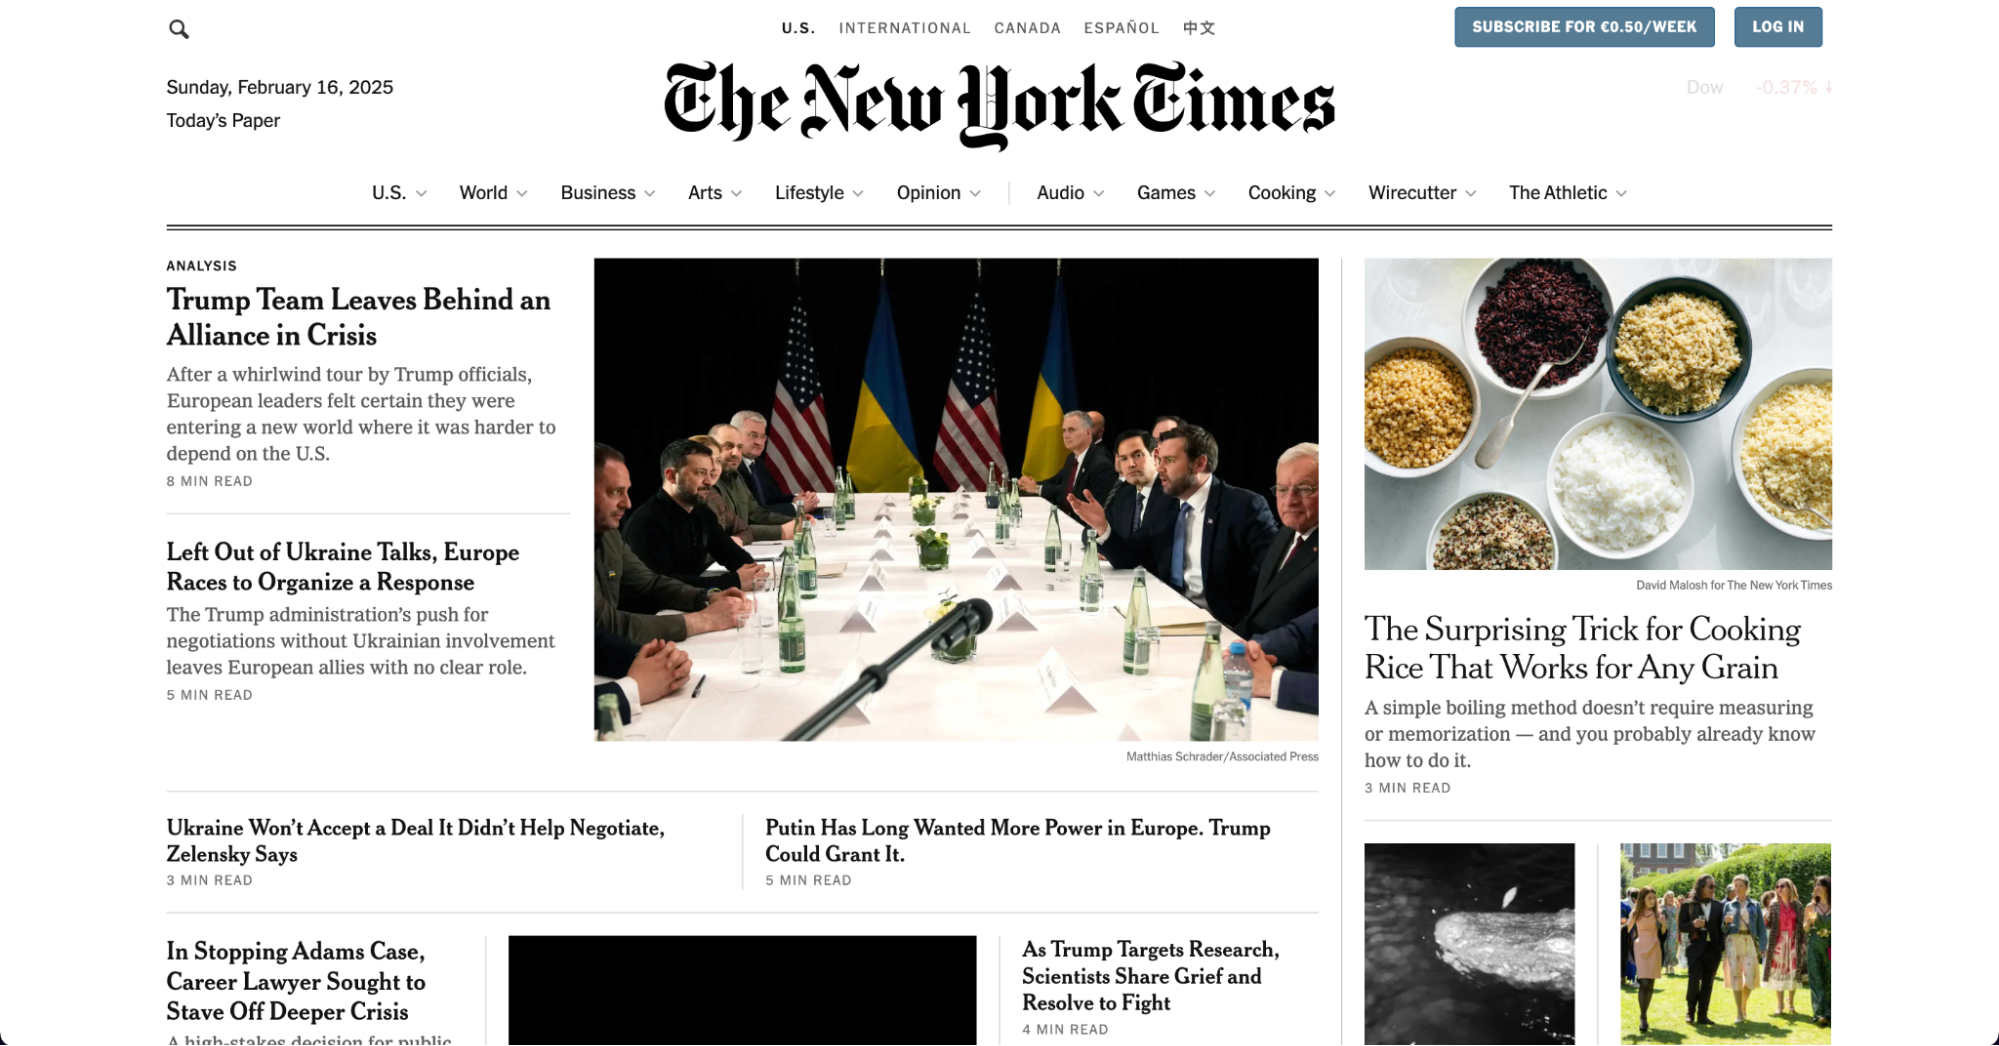 U.S. INTERNATIONAL CANADA ESPAÑOL 中文
SUBSCRIBE FOR €0.50/WEEK
LOG IN
Sunday, February 16, 2025
Today's Paper
The New York Times
Dow -0.37% ↓
U.S. World Business Arts Lifestyle Opinion Audio Games Cooking Wirecutter The Athletic
ANALYSIS
Trump Team Leaves Behind an
Alliance in Crisis
After a whirlwind tour by Trump officials,
European leaders felt certain they were
entering a new world where it was harder to
depend on the U.S.
8 MIN READ
Left Out of Ukraine Talks, Europe
Races to Organize a Response
The Trump administration's push for
negotiations without Ukrainian involvement
leaves European allies with no clear role.
5 MIN READ
Matthias Schrader/Associated Press
Ukraine Won't Accept a Deal It Didn't Help Negotiate,
Zelensky Says
3 MIN READ
Putin Has Long Wanted More Power in Europe. Trump
Could Grant It.
5 MIN READ
In Stopping Adams Case,
Career Lawyer Sought to
Stave Off Deeper Crisis
A high-stakes decision for public
As Trump Targets Research,
Scientists Share Grief and
Resolve to Fight
4 MIN READ
David Malosh for The New York Times
The Surprising Trick for Cooking
Rice That Works for Any Grain
A simple boiling method doesn't require measuring
or memorization — and you probably already know
how to do it.
3 MIN READ